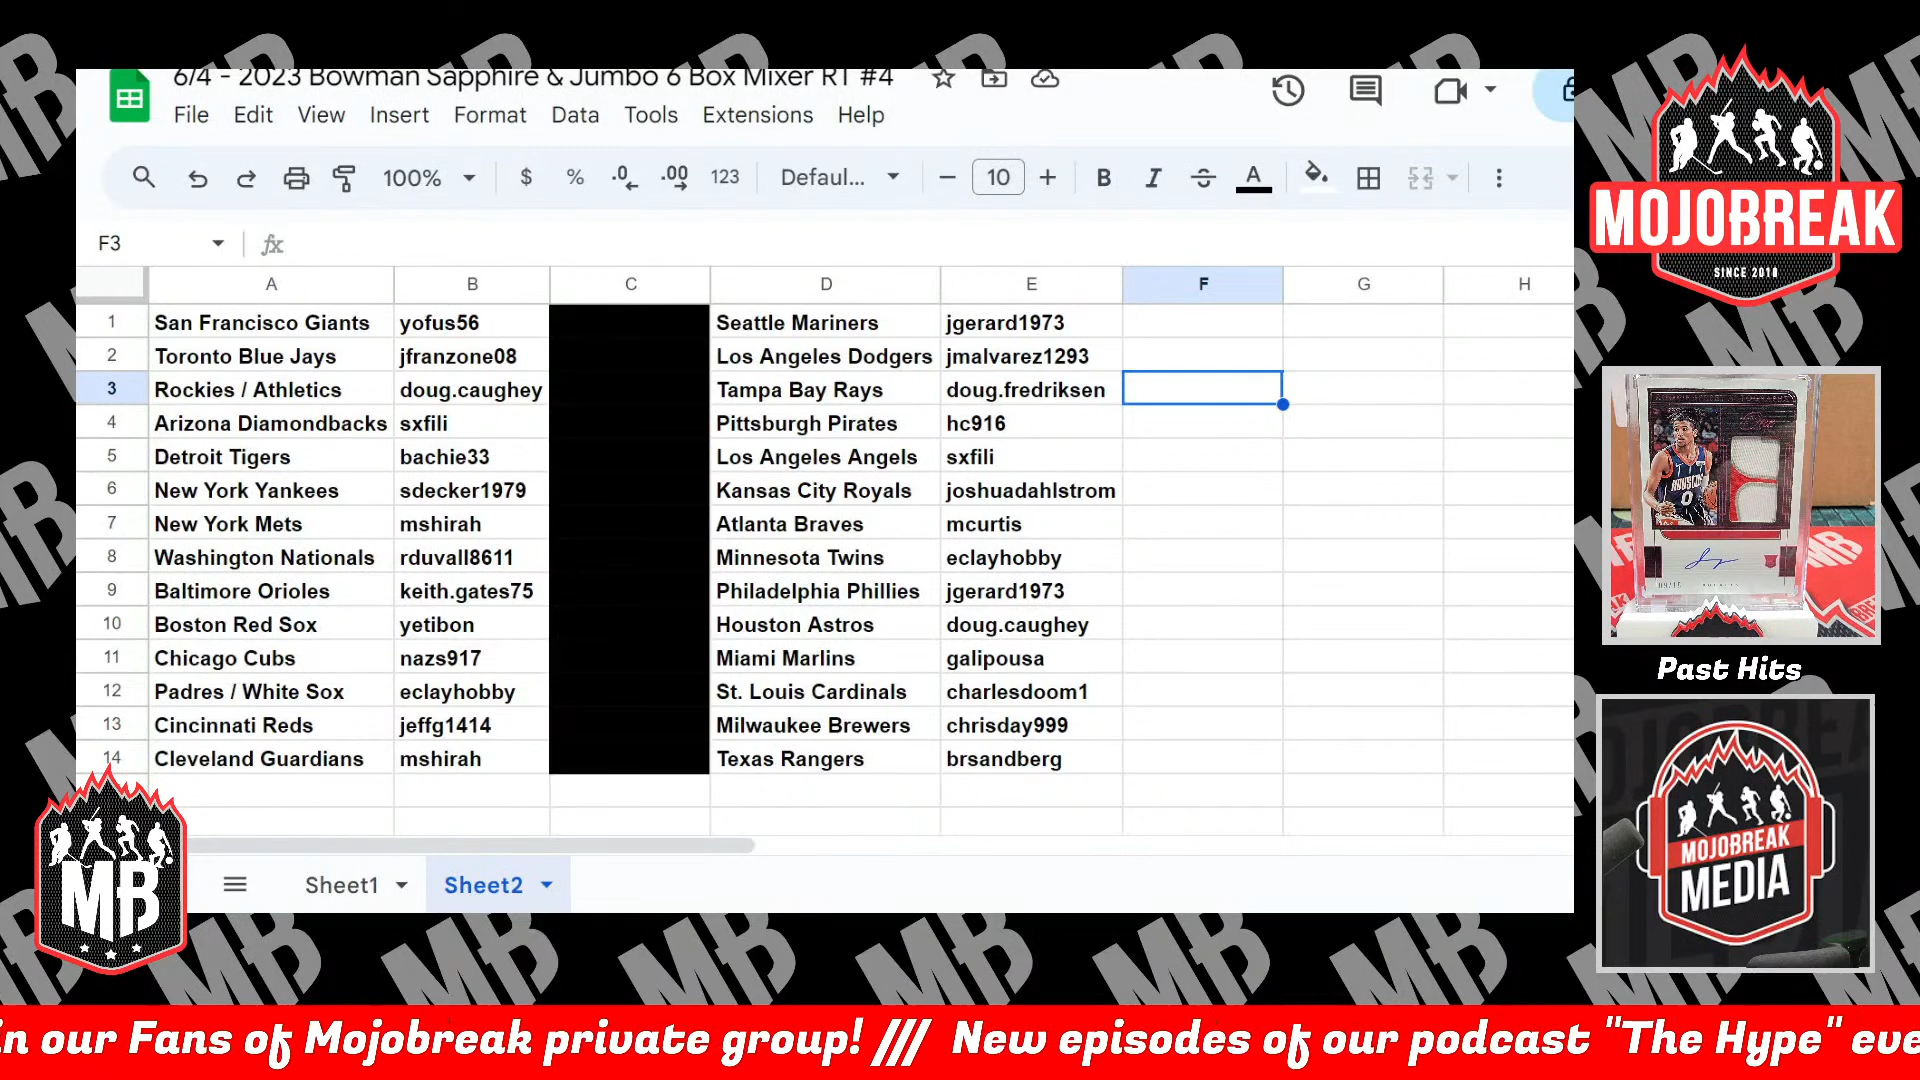 6/4 - 2023 Bowman Sapphire & Jumbo 6 Box Mixer RT #4
File Edit View Insert Format Data Tools Extensions Help
100% $ % .0 .00 123 Defaul... − 10 + B I S A
F3 fx
A B C D E F G H
1 San Francisco Giants yofus56 Seattle Mariners jgerard1973
2 Toronto Blue Jays jfranzone08 Los Angeles Dodgers jmalvarez1293
3 Rockies / Athletics doug.caughey Tampa Bay Rays doug.fredriksen
4 Arizona Diamondbacks sxfili Pittsburgh Pirates hc916
5 Detroit Tigers bachie33 Los Angeles Angels sxfili
6 New York Yankees sdecker1979 Kansas City Royals joshuadahlstrom
7 New York Mets mshirah Atlanta Braves mcurtis
8 Washington Nationals rduvall8611 Minnesota Twins eclayhobby
9 Baltimore Orioles keith.gates75 Philadelphia Phillies jgerard1973
10 Boston Red Sox yetibon Houston Astros doug.caughey
11 Chicago Cubs nazs917 Miami Marlins galipousa
12 Padres / White Sox eclayhobby St. Louis Cardinals charlesdoom1
13 Cincinnati Reds jeffg1414 Milwaukee Brewers chrisday999
14 Cleveland Guardians mshirah Texas Rangers brsandberg
Sheet1 Sheet2
MOJOBREAK
SINCE 2010
Past Hits
MOJOBREAK
MEDIA
MB
in our Fans of Mojobreak private group! /// New episodes of our podcast "The Hype" eve